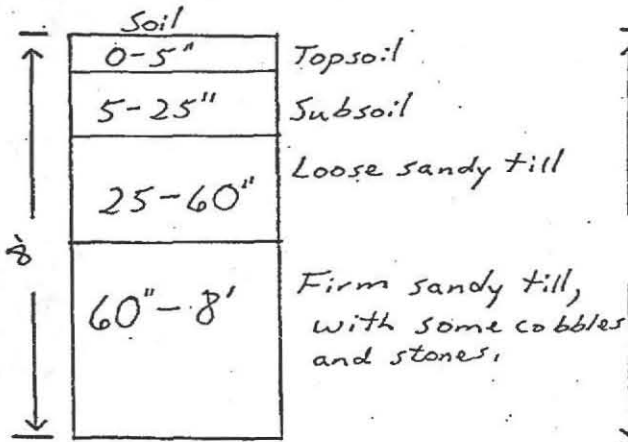 Soil
0-5" Topsoil
5-25" Subsoil
25-60" Loose sandy till
60"-8' Firm sandy till,
with some cobbles
and stones.
8'